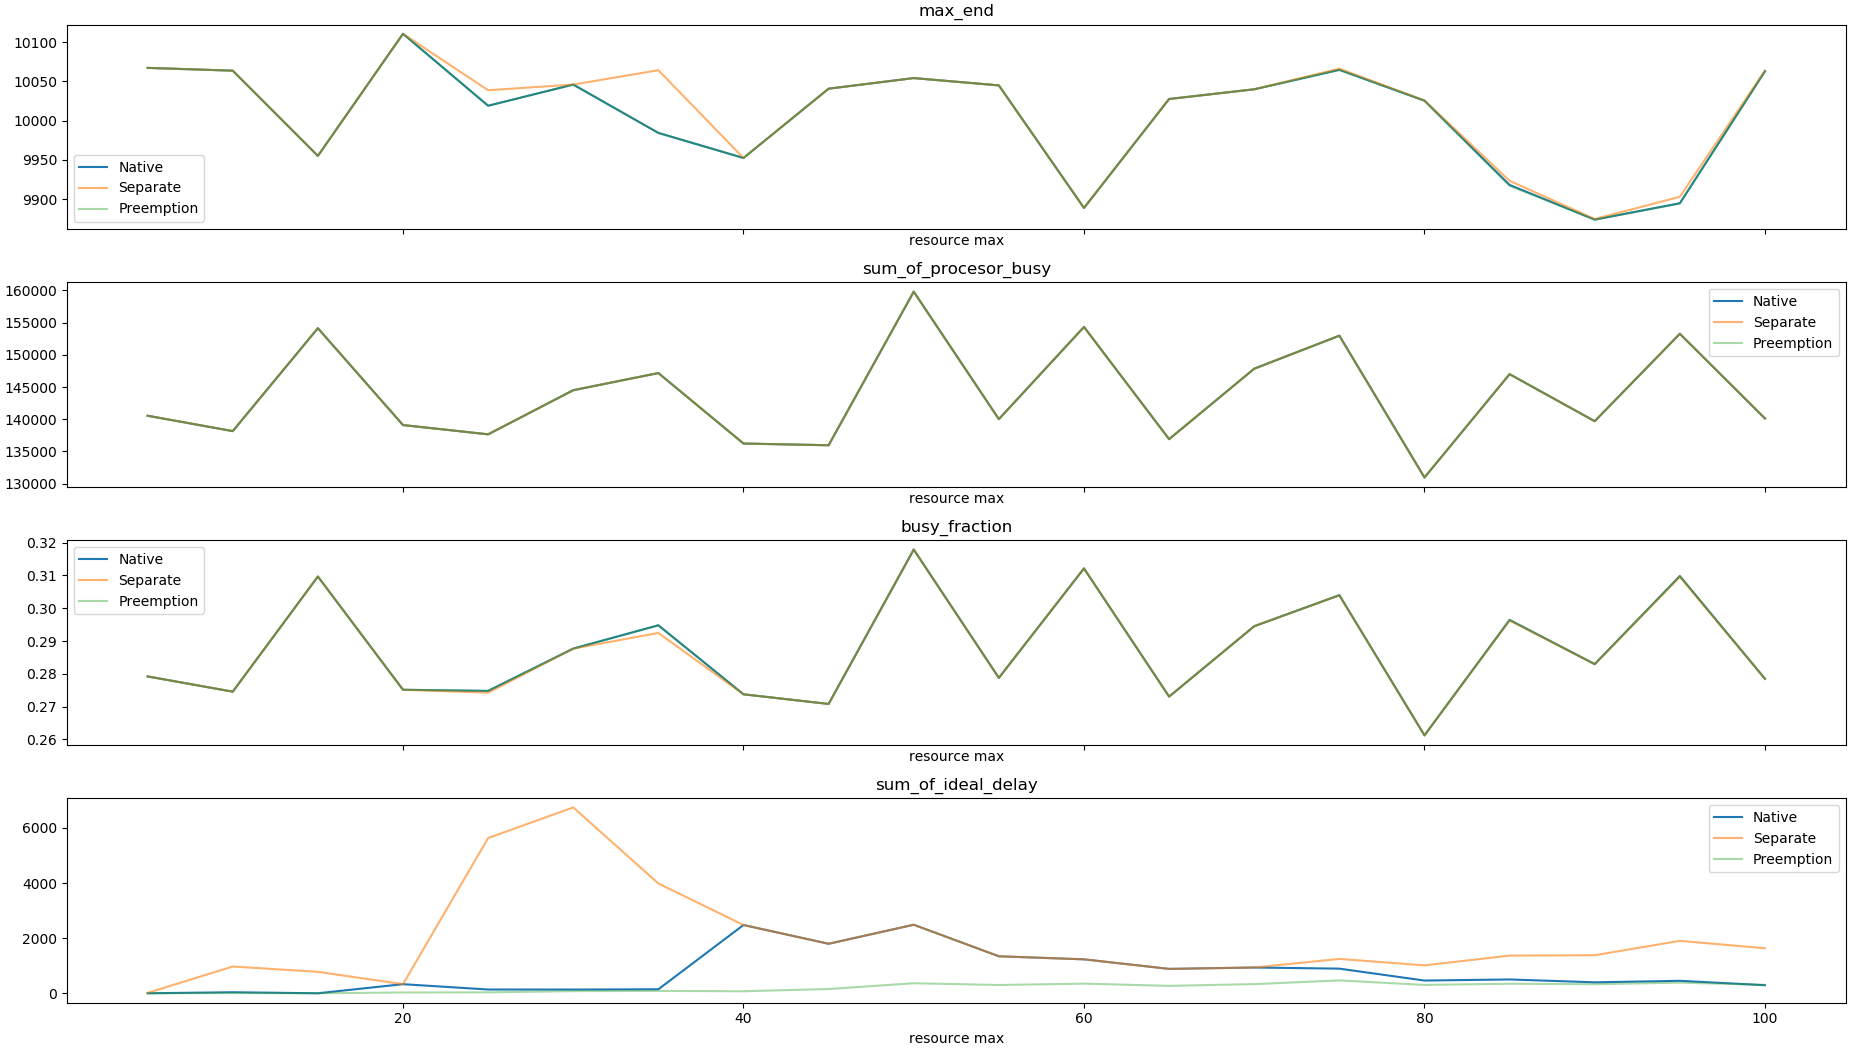 max_end
10100
10050
10000
9950
9900
Native
Separate
Preemption
resource max
sum_of_procesor_busy
160000
155000
150000
145000
140000
135000
130000
Native
Separate
Preemption
resource max
busy_fraction
0.32
0.31
0.30
0.29
0.28
0.27
0.26
Native
Separate
Preemption
resource max
sum_of_ideal_delay
6000
4000
2000
0
Native
Separate
Preemption
20 40 60 80 100
resource max